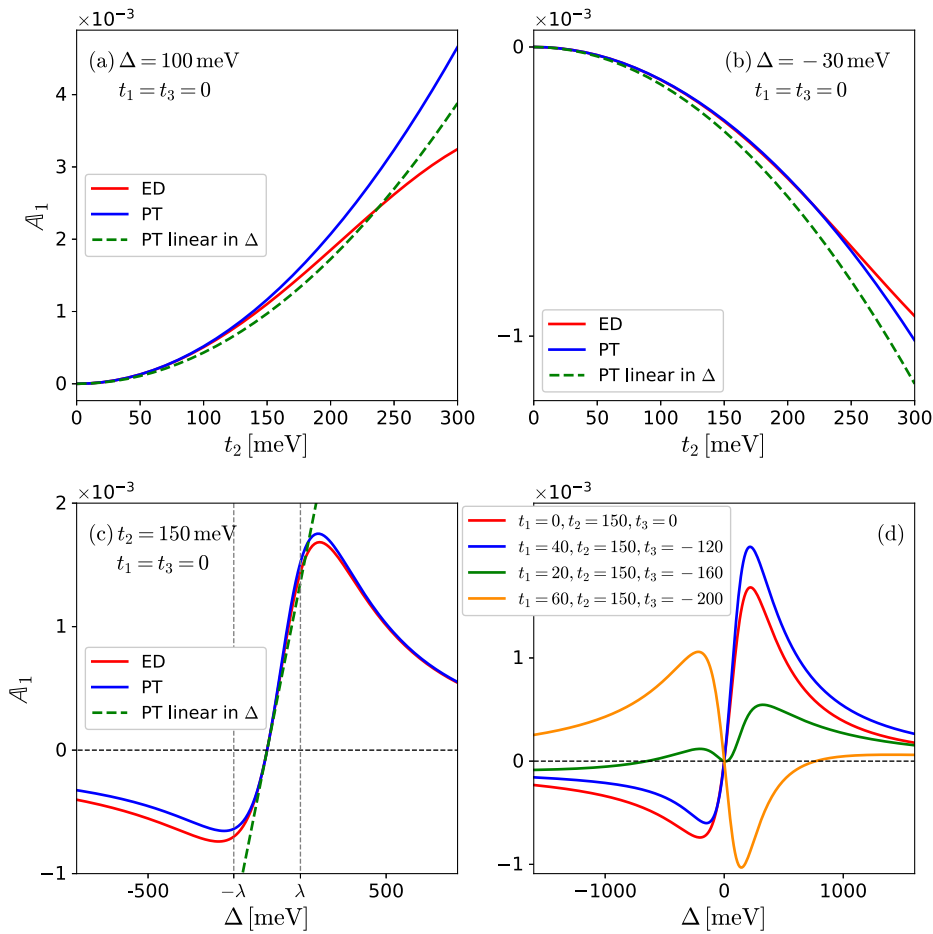 ×10⁻³
(a) Δ = 100 meV
t₁ = t₃ = 0
ED
PT
PT linear in Δ
𝔸₁
4
3
2
1
0
0 50 100 150 200 250 300
t₂ [meV]
×10⁻³
(b) Δ = − 30 meV
t₁ = t₃ = 0
ED
PT
PT linear in Δ
0
−1
0 50 100 150 200 250 300
t₂ [meV]
×10⁻³
(c) t₂ = 150 meV
t₁ = t₃ = 0
ED
PT
PT linear in Δ
𝔸₁
2
1
0
−1
-500 −λ λ 500
Δ [meV]
×10⁻³
(d)
t₁ = 0, t₂ = 150, t₃ = 0
t₁ = 40, t₂ = 150, t₃ = −120
t₁ = 20, t₂ = 150, t₃ = −160
t₁ = 60, t₂ = 150, t₃ = −200
1
0
−1
−1000 0 1000
Δ [meV]